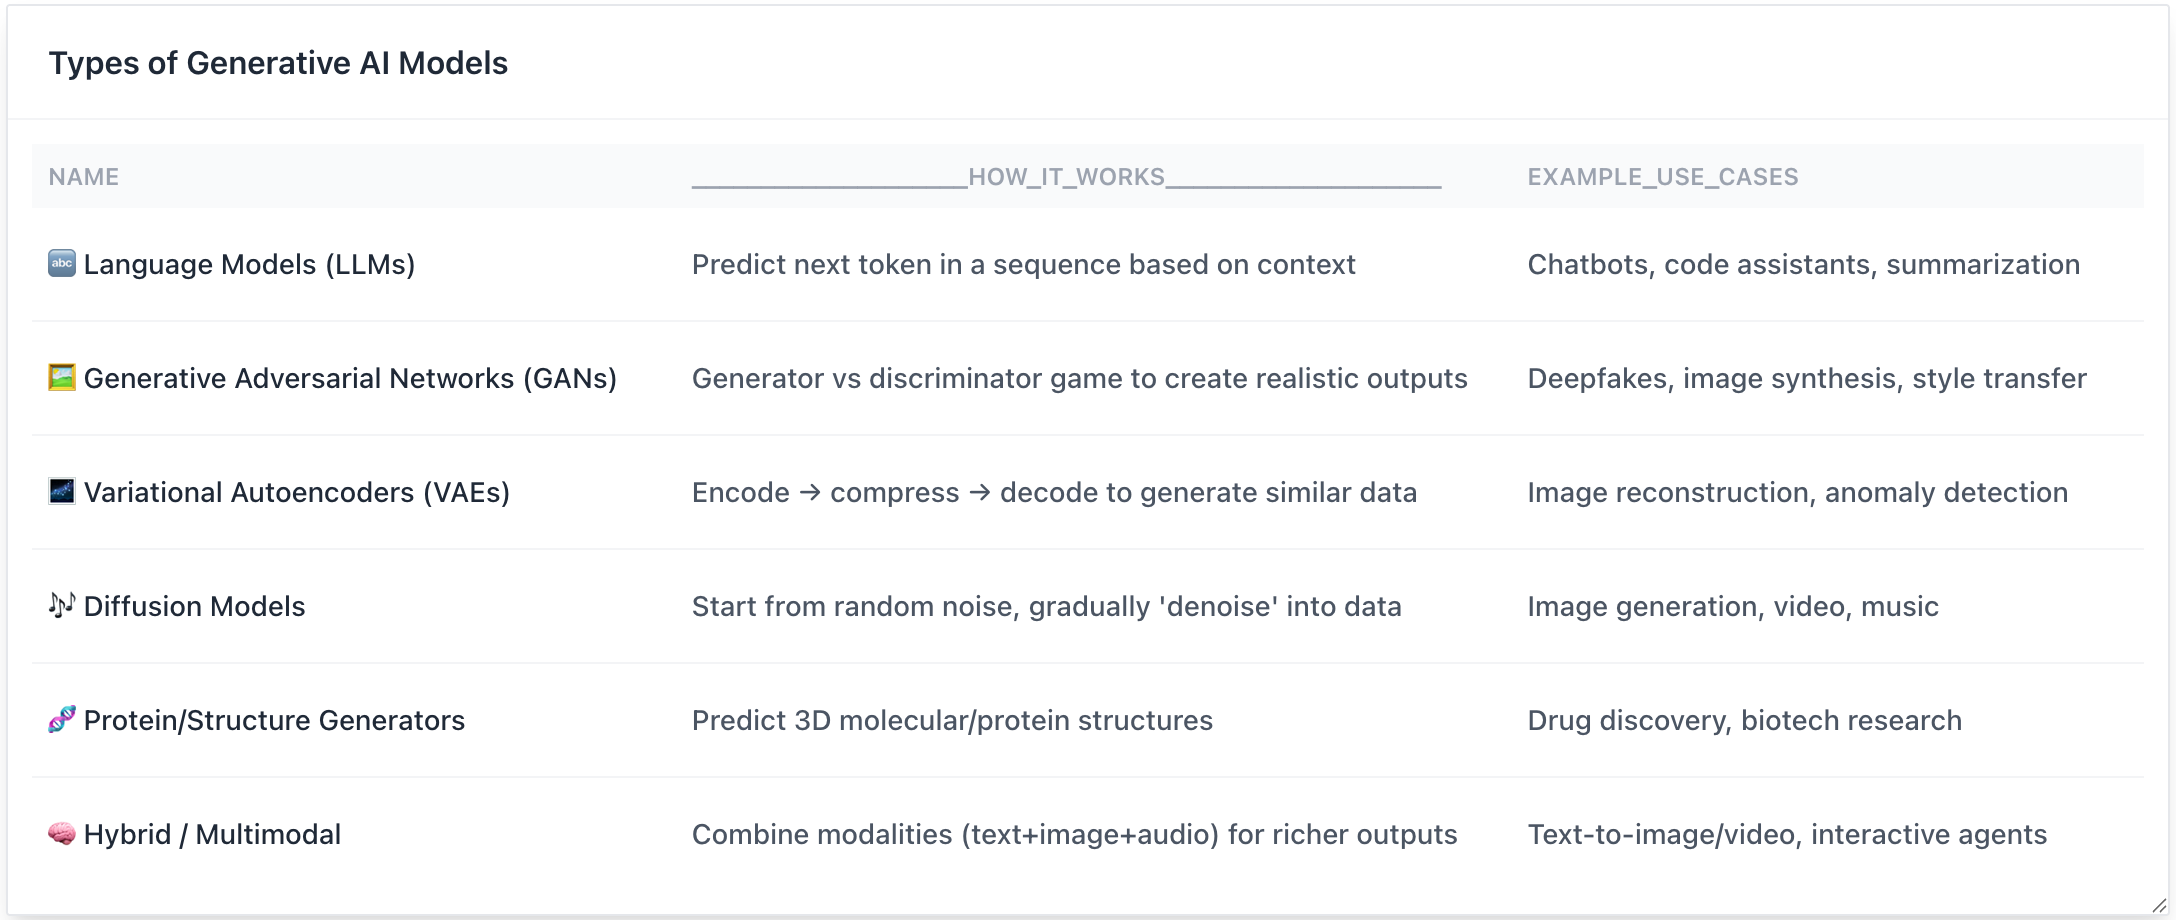 Types of Generative AI Models
NAME ____________________HOW_IT_WORKS____________________ EXAMPLE_USE_CASES
🔤 Language Models (LLMs) Predict next token in a sequence based on context Chatbots, code assistants, summarization
🖼️ Generative Adversarial Networks (GANs) Generator vs discriminator game to create realistic outputs Deepfakes, image synthesis, style transfer
🌌 Variational Autoencoders (VAEs) Encode → compress → decode to generate similar data Image reconstruction, anomaly detection
🎶 Diffusion Models Start from random noise, gradually 'denoise' into data Image generation, video, music
🧬 Protein/Structure Generators Predict 3D molecular/protein structures Drug discovery, biotech research
🧠 Hybrid / Multimodal Combine modalities (text+image+audio) for richer outputs Text-to-image/video, interactive agents